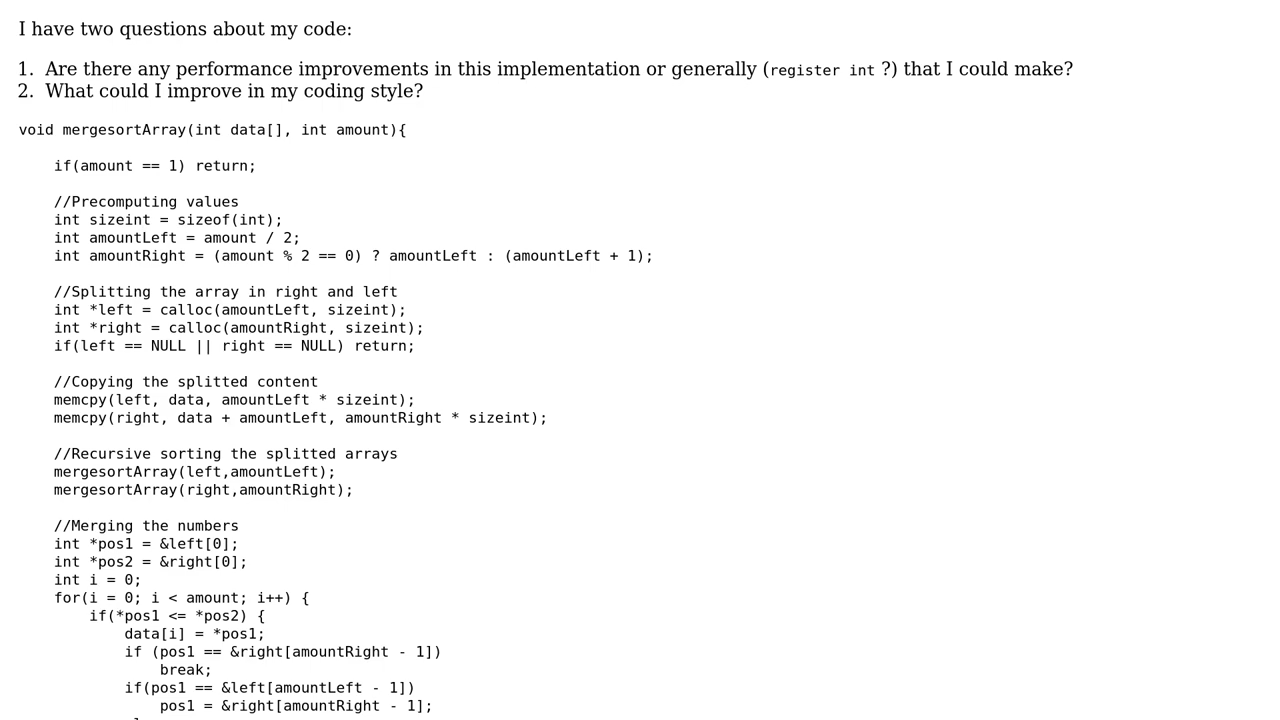 I have two questions about my code:
1. Are there any performance improvements in this implementation or generally (register int ?) that I could make?
2. What could I improve in my coding style?
void mergesortArray(int data[], int amount){
    if(amount == 1) return;
    //Precomputing values
    int sizeint = sizeof(int);
    int amountLeft = amount / 2;
    int amountRight = (amount % 2 == 0) ? amountLeft : (amountLeft + 1);
    //Splitting the array in right and left
    int *left = calloc(amountLeft, sizeint);
    int *right = calloc(amountRight, sizeint);
    if(left == NULL || right == NULL) return;
    //Copying the splitted content
    memcpy(left, data, amountLeft * sizeint);
    memcpy(right, data + amountLeft, amountRight * sizeint);
    //Recursive sorting the splitted arrays
    mergesortArray(left,amountLeft);
    mergesortArray(right,amountRight);
    //Merging the numbers
    int *pos1 = &left[0];
    int *pos2 = &right[0];
    int i = 0;
    for(i = 0; i < amount; i++) {
        if(*pos1 <= *pos2) {
            data[i] = *pos1;
            if (pos1 == &right[amountRight - 1])
                break;
            if(pos1 == &left[amountLeft - 1])
                pos1 = &right[amountRight - 1];